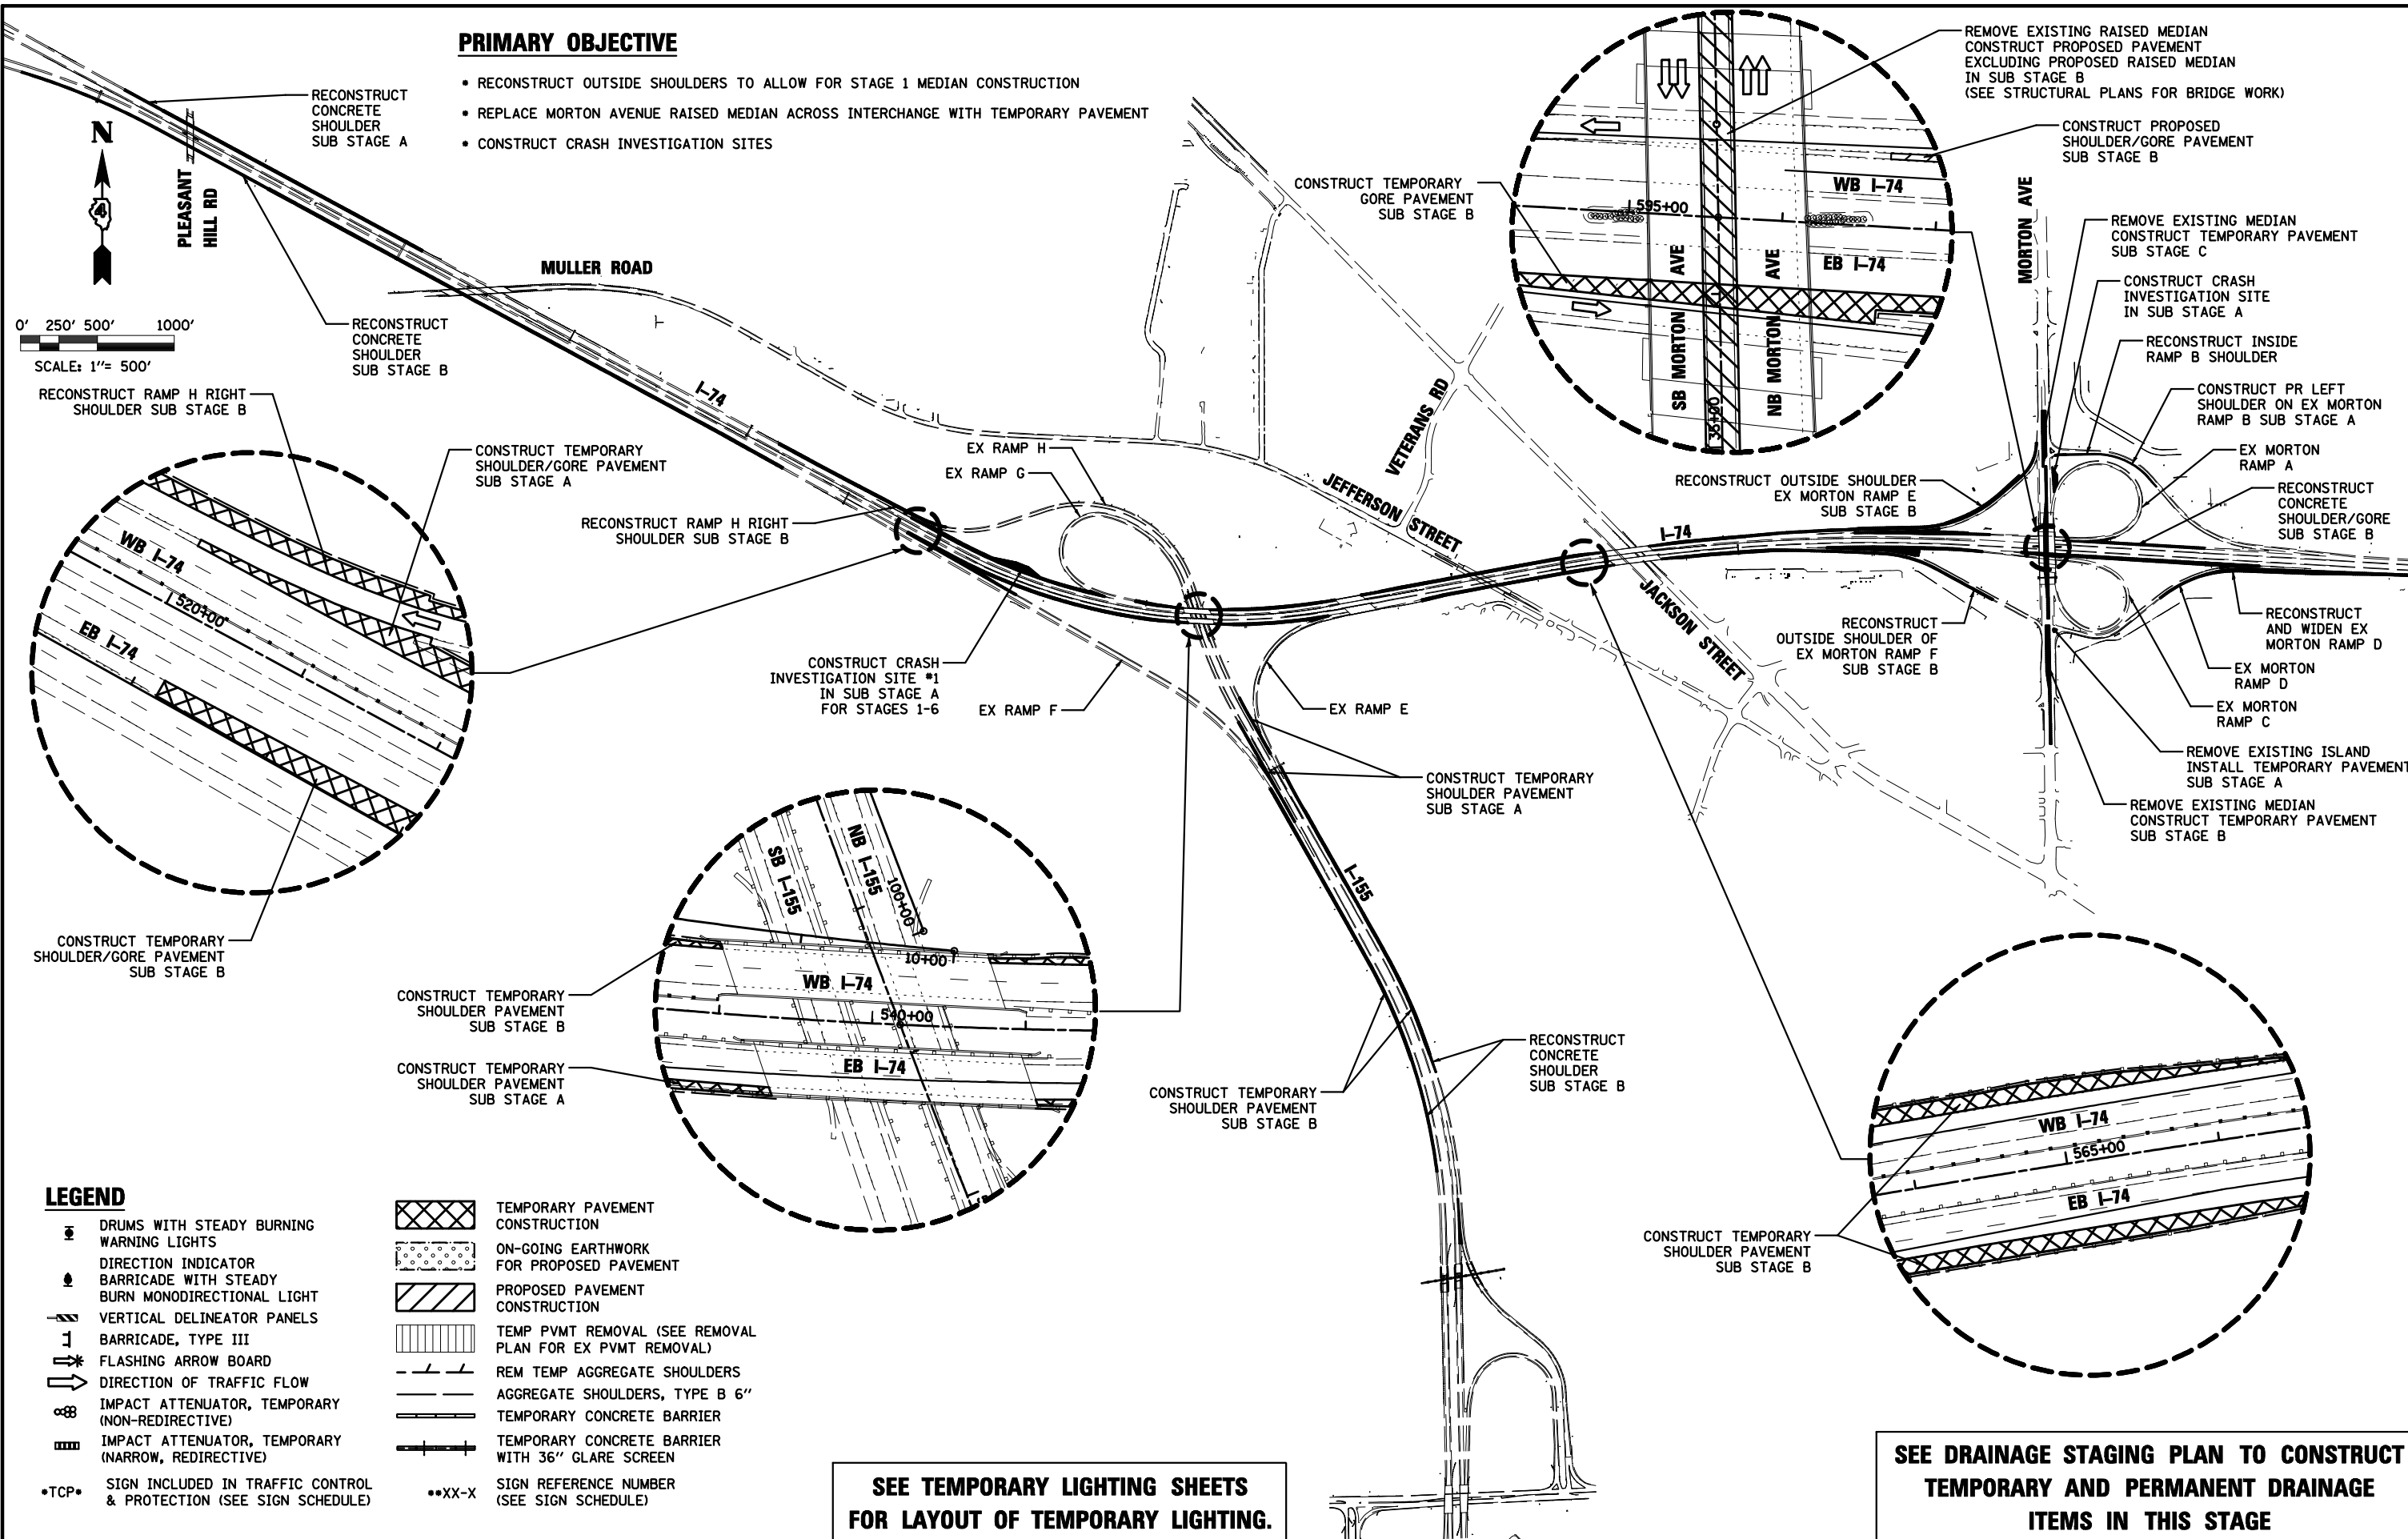 PRIMARY OBJECTIVE
• RECONSTRUCT OUTSIDE SHOULDERS TO ALLOW FOR STAGE 1 MEDIAN CONSTRUCTION
• REPLACE MORTON AVENUE RAISED MEDIAN ACROSS INTERCHANGE WITH TEMPORARY PAVEMENT
• CONSTRUCT CRASH INVESTIGATION SITES
RECONSTRUCT
CONCRETE
SHOULDER
SUB STAGE A
N
4
PLEASANT
HILL RD
0' 250' 500' 1000'
SCALE: 1"= 500'
RECONSTRUCT
CONCRETE
SHOULDER
SUB STAGE B
MULLER ROAD
I-74
RECONSTRUCT RAMP H RIGHT
SHOULDER SUB STAGE B
CONSTRUCT TEMPORARY
SHOULDER/GORE PAVEMENT
SUB STAGE A
WB I-74
520+00
EB I-74
CONSTRUCT TEMPORARY
SHOULDER/GORE PAVEMENT
SUB STAGE B
RECONSTRUCT RAMP H RIGHT
SHOULDER SUB STAGE B
EX RAMP H
EX RAMP G
CONSTRUCT CRASH
INVESTIGATION SITE #1
IN SUB STAGE A
FOR STAGES 1-6
EX RAMP F
EX RAMP E
VETERANS RD
JEFFERSON STREET
JACKSON STREET
I-74
CONSTRUCT TEMPORARY
SHOULDER PAVEMENT
SUB STAGE A
I-155
REMOVE EXISTING RAISED MEDIAN
CONSTRUCT PROPOSED PAVEMENT
EXCLUDING PROPOSED RAISED MEDIAN
IN SUB STAGE B
(SEE STRUCTURAL PLANS FOR BRIDGE WORK)
CONSTRUCT PROPOSED
SHOULDER/GORE PAVEMENT
SUB STAGE B
CONSTRUCT TEMPORARY
GORE PAVEMENT
SUB STAGE B
WB I-74
595+00
EB I-74
SB MORTON AVE
NB MORTON AVE
35+00
MORTON AVE
REMOVE EXISTING MEDIAN
CONSTRUCT TEMPORARY PAVEMENT
SUB STAGE C
CONSTRUCT CRASH
INVESTIGATION SITE
IN SUB STAGE A
RECONSTRUCT INSIDE
RAMP B SHOULDER
CONSTRUCT PR LEFT
SHOULDER ON EX MORTON
RAMP B SUB STAGE A
EX MORTON
RAMP A
RECONSTRUCT
CONCRETE
SHOULDER/GORE
SUB STAGE B
RECONSTRUCT OUTSIDE SHOULDER
EX MORTON RAMP E
SUB STAGE B
RECONSTRUCT
OUTSIDE SHOULDER OF
EX MORTON RAMP F
SUB STAGE B
RECONSTRUCT
AND WIDEN EX
MORTON RAMP D
EX MORTON
RAMP D
EX MORTON
RAMP C
REMOVE EXISTING ISLAND
INSTALL TEMPORARY PAVEMENT
SUB STAGE A
REMOVE EXISTING MEDIAN
CONSTRUCT TEMPORARY PAVEMENT
SUB STAGE B
SB I-155
NB I-155
100+00
10+00
WB I-74
540+00
EB I-74
CONSTRUCT TEMPORARY
SHOULDER PAVEMENT
SUB STAGE B
CONSTRUCT TEMPORARY
SHOULDER PAVEMENT
SUB STAGE A
CONSTRUCT TEMPORARY
SHOULDER PAVEMENT
SUB STAGE B
RECONSTRUCT
CONCRETE
SHOULDER
SUB STAGE B
WB I-74
565+00
EB I-74
CONSTRUCT TEMPORARY
SHOULDER PAVEMENT
SUB STAGE B
LEGEND
DRUMS WITH STEADY BURNING
WARNING LIGHTS
DIRECTION INDICATOR
BARRICADE WITH STEADY
BURN MONODIRECTIONAL LIGHT
VERTICAL DELINEATOR PANELS
BARRICADE, TYPE III
FLASHING ARROW BOARD
DIRECTION OF TRAFFIC FLOW
IMPACT ATTENUATOR, TEMPORARY
(NON-REDIRECTIVE)
IMPACT ATTENUATOR, TEMPORARY
(NARROW, REDIRECTIVE)
*TCP* SIGN INCLUDED IN TRAFFIC CONTROL
& PROTECTION (SEE SIGN SCHEDULE)
TEMPORARY PAVEMENT
CONSTRUCTION
ON-GOING EARTHWORK
FOR PROPOSED PAVEMENT
PROPOSED PAVEMENT
CONSTRUCTION
TEMP PVMT REMOVAL (SEE REMOVAL
PLAN FOR EX PVMT REMOVAL)
REM TEMP AGGREGATE SHOULDERS
AGGREGATE SHOULDERS, TYPE B 6"
TEMPORARY CONCRETE BARRIER
TEMPORARY CONCRETE BARRIER
WITH 36" GLARE SCREEN
**XX-X SIGN REFERENCE NUMBER
(SEE SIGN SCHEDULE)
SEE TEMPORARY LIGHTING SHEETS
FOR LAYOUT OF TEMPORARY LIGHTING.
SEE DRAINAGE STAGING PLAN TO CONSTRUCT
TEMPORARY AND PERMANENT DRAINAGE
ITEMS IN THIS STAGE